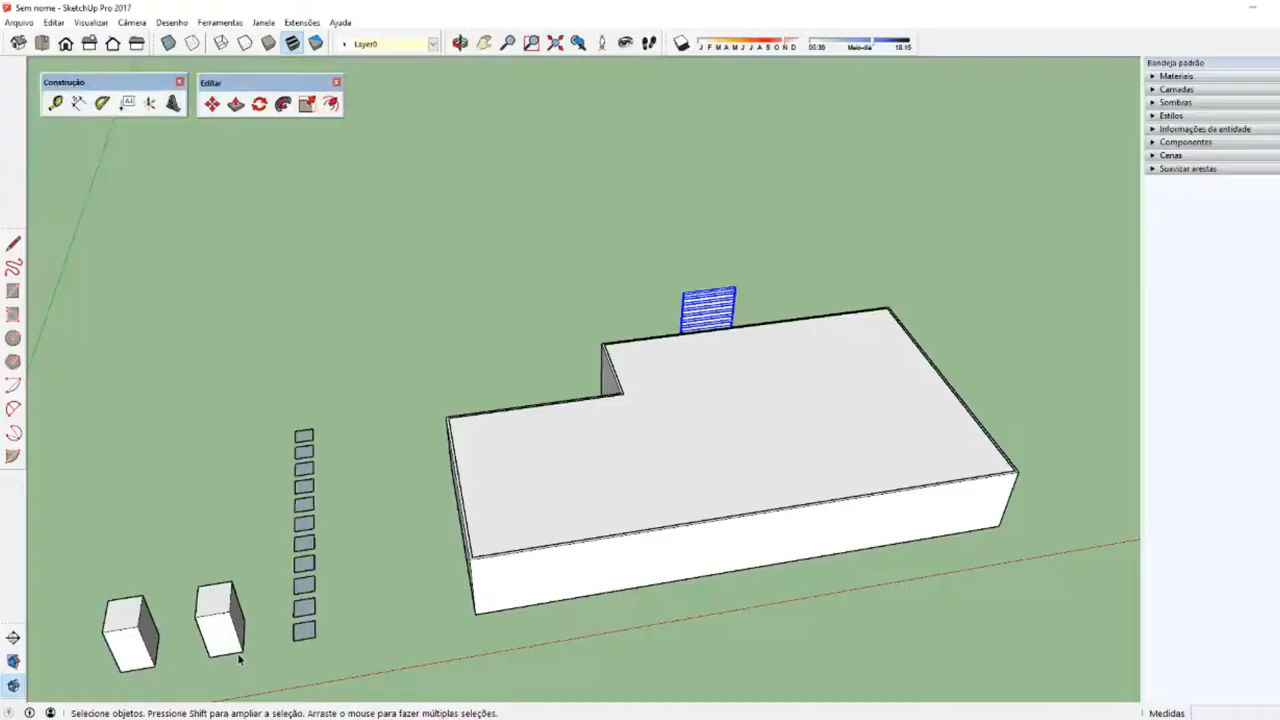 Sem nome - SketchUp Pro 2017
Arquivo Editar Visualizar Câmera Desenho Ferramentas Janela Extensões Ajuda
Layer0
J F M A M J J A S O N D
05:30 Meio-dia 18:15
Construção
Editar
A1
Bandeja padrão
Materiais
Camadas
Sombras
Estilos
Informações da entidade
Componentes
Cenas
Suavizar arestas
Selecione objetos. Pressione Shift para ampliar a seleção. Arraste o mouse para fazer múltiplas seleções.
Medidas